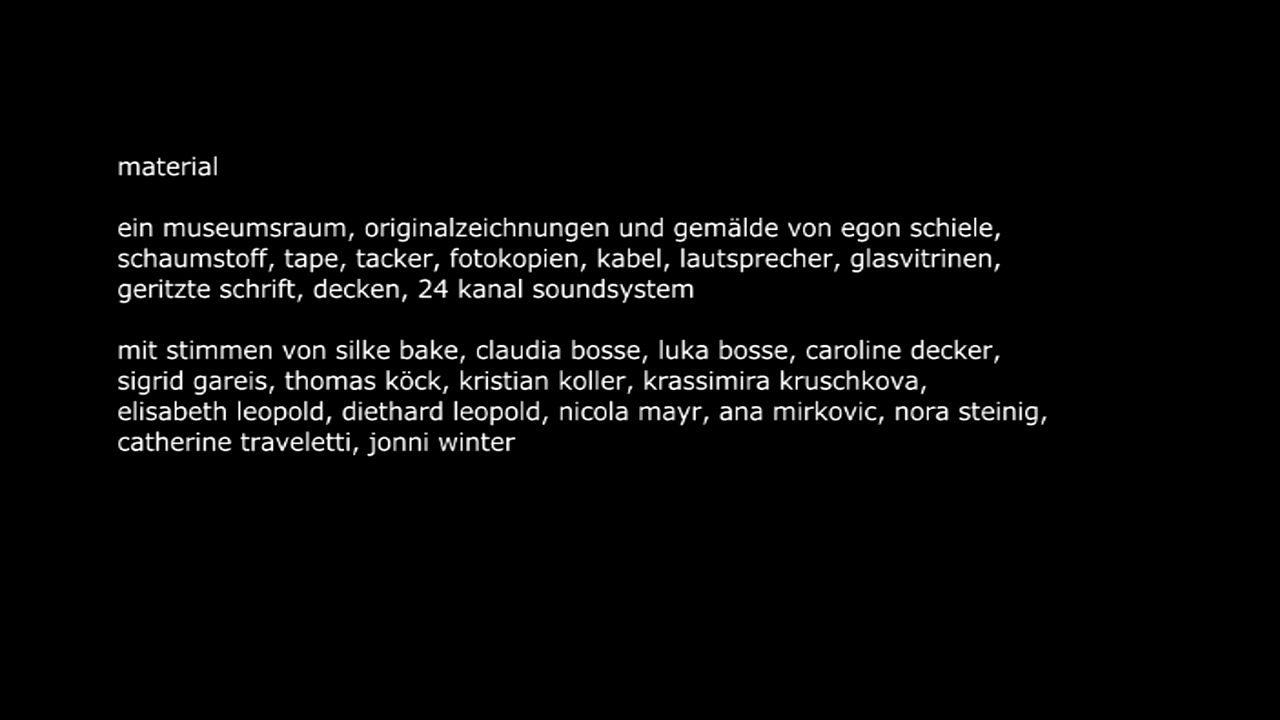 material
ein museumsraum, originalzeichnungen und gemälde von egon schiele,
schaumstoff, tape, tacker, fotokopien, kabel, lautsprecher, glasvitrinen,
geritzte schrift, decken, 24 kanal soundsystem
mit stimmen von silke bake, claudia bosse, luka bosse, caroline decker,
sigrid gareis, thomas köck, kristian koller, krassimira kruschkova,
elisabeth leopold, diethard leopold, nicola mayr, ana mirkovic, nora steinig,
catherine traveletti, jonni winter